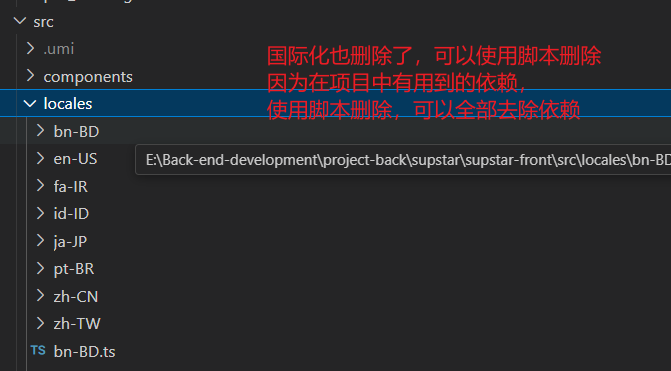 src
.umi
components
locales
bn-BD
en-US
fa-IR
id-ID
ja-JP
pt-BR
zh-CN
zh-TW
TS bn-BD.ts
国际化也删除了，可以使用脚本删除
因为在项目中有用到的依赖，
使用脚本删除，可以全部去除依赖
E:\Back-end-development\project-back\supstar\supstar-front\src\locales\bn-BD